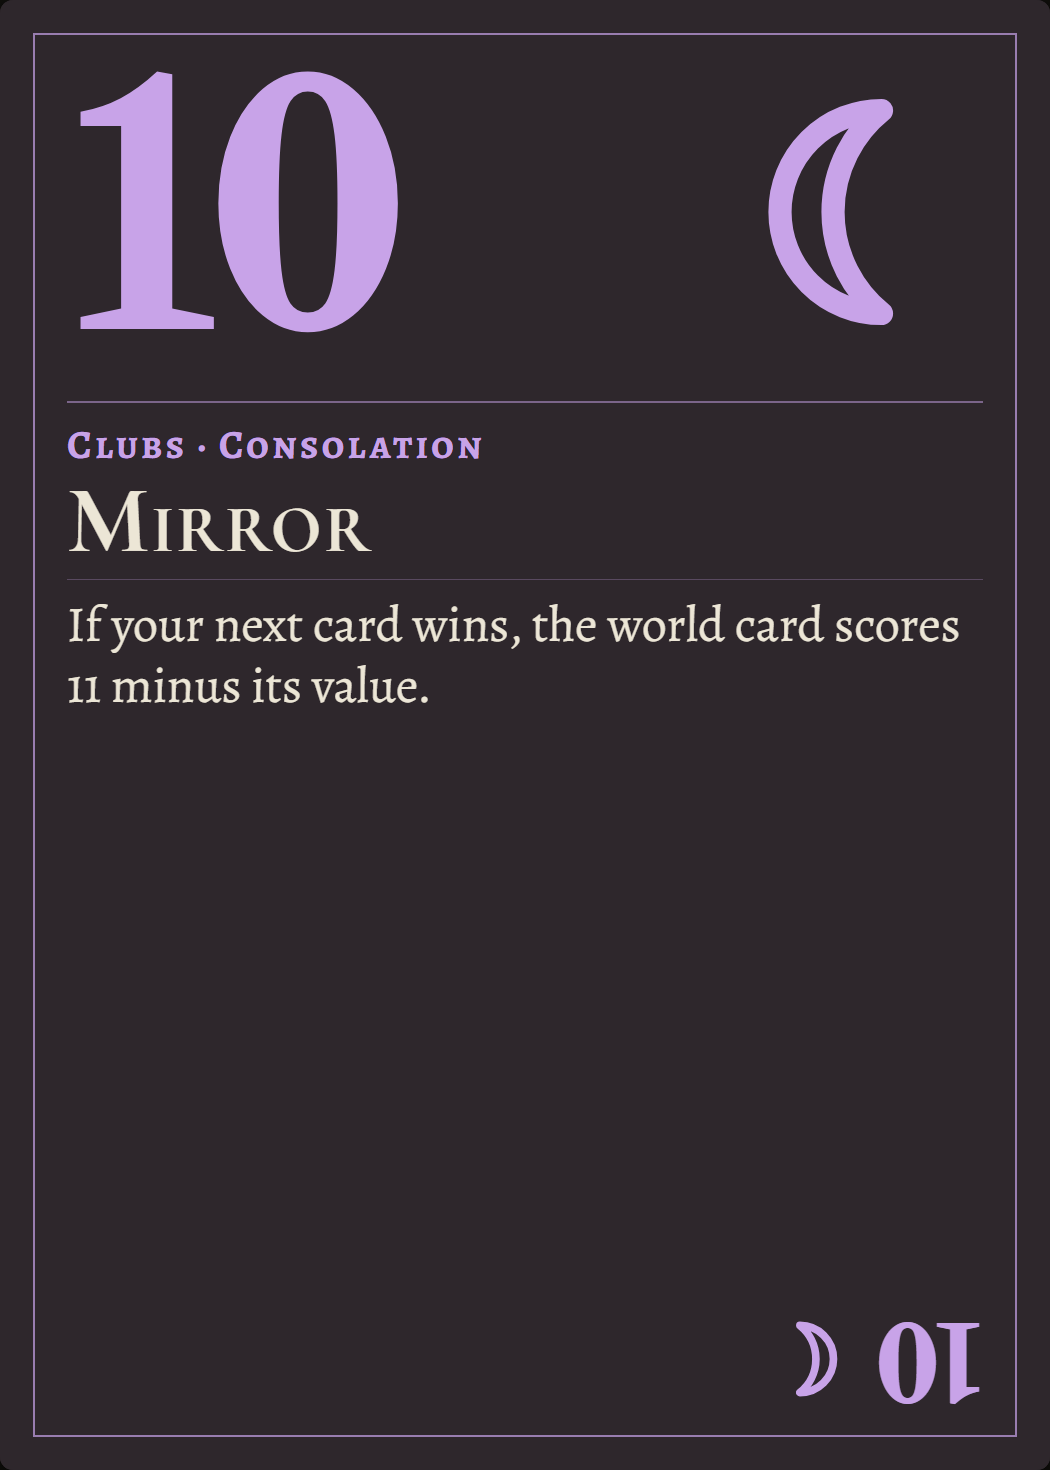 10
Clubs · Consolation
Mirror
If your next card wins, the world card scores
11 minus its value.
10